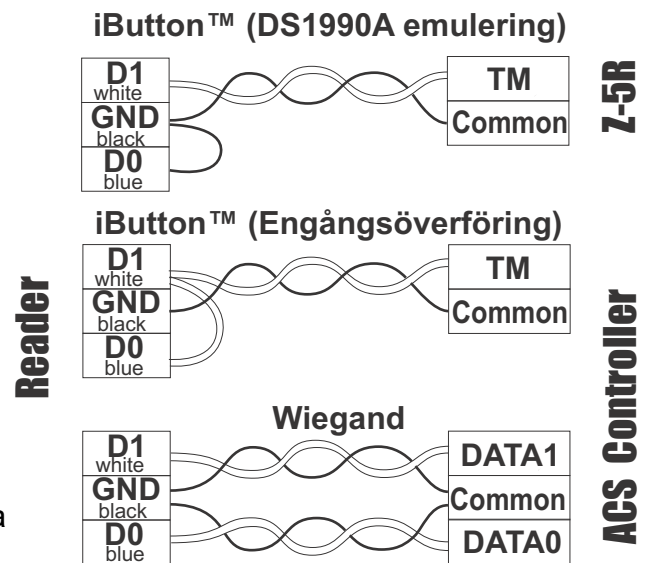 iButton™ (DS1990A emulering)
D1
white
GND
black
D0
blue
TM
Common
Z-5R
iButton™ (Engångsöverföring)
D1
white
GND
black
D0
blue
TM
Common
Reader
ACS Controller
Wiegand
D1
white
GND
black
D0
blue
DATA1
Common
DATA0
a